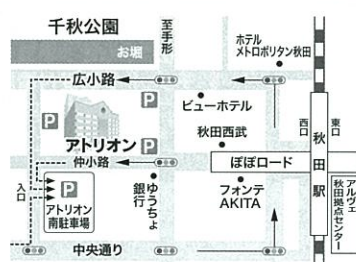 千秋公園
お堀
至手形
ホテル
メトロポリタン秋田
広小路
P
ビューホテル
P
P
アトリオン
秋田西武
西口
東口
秋田駅
仲小路
ぽぽロード
入口
P
アトリオン
南駐車場
ゆうちょ
銀行
フォンテ
AKITA
アルヴェ
秋田拠点センター
中央通り